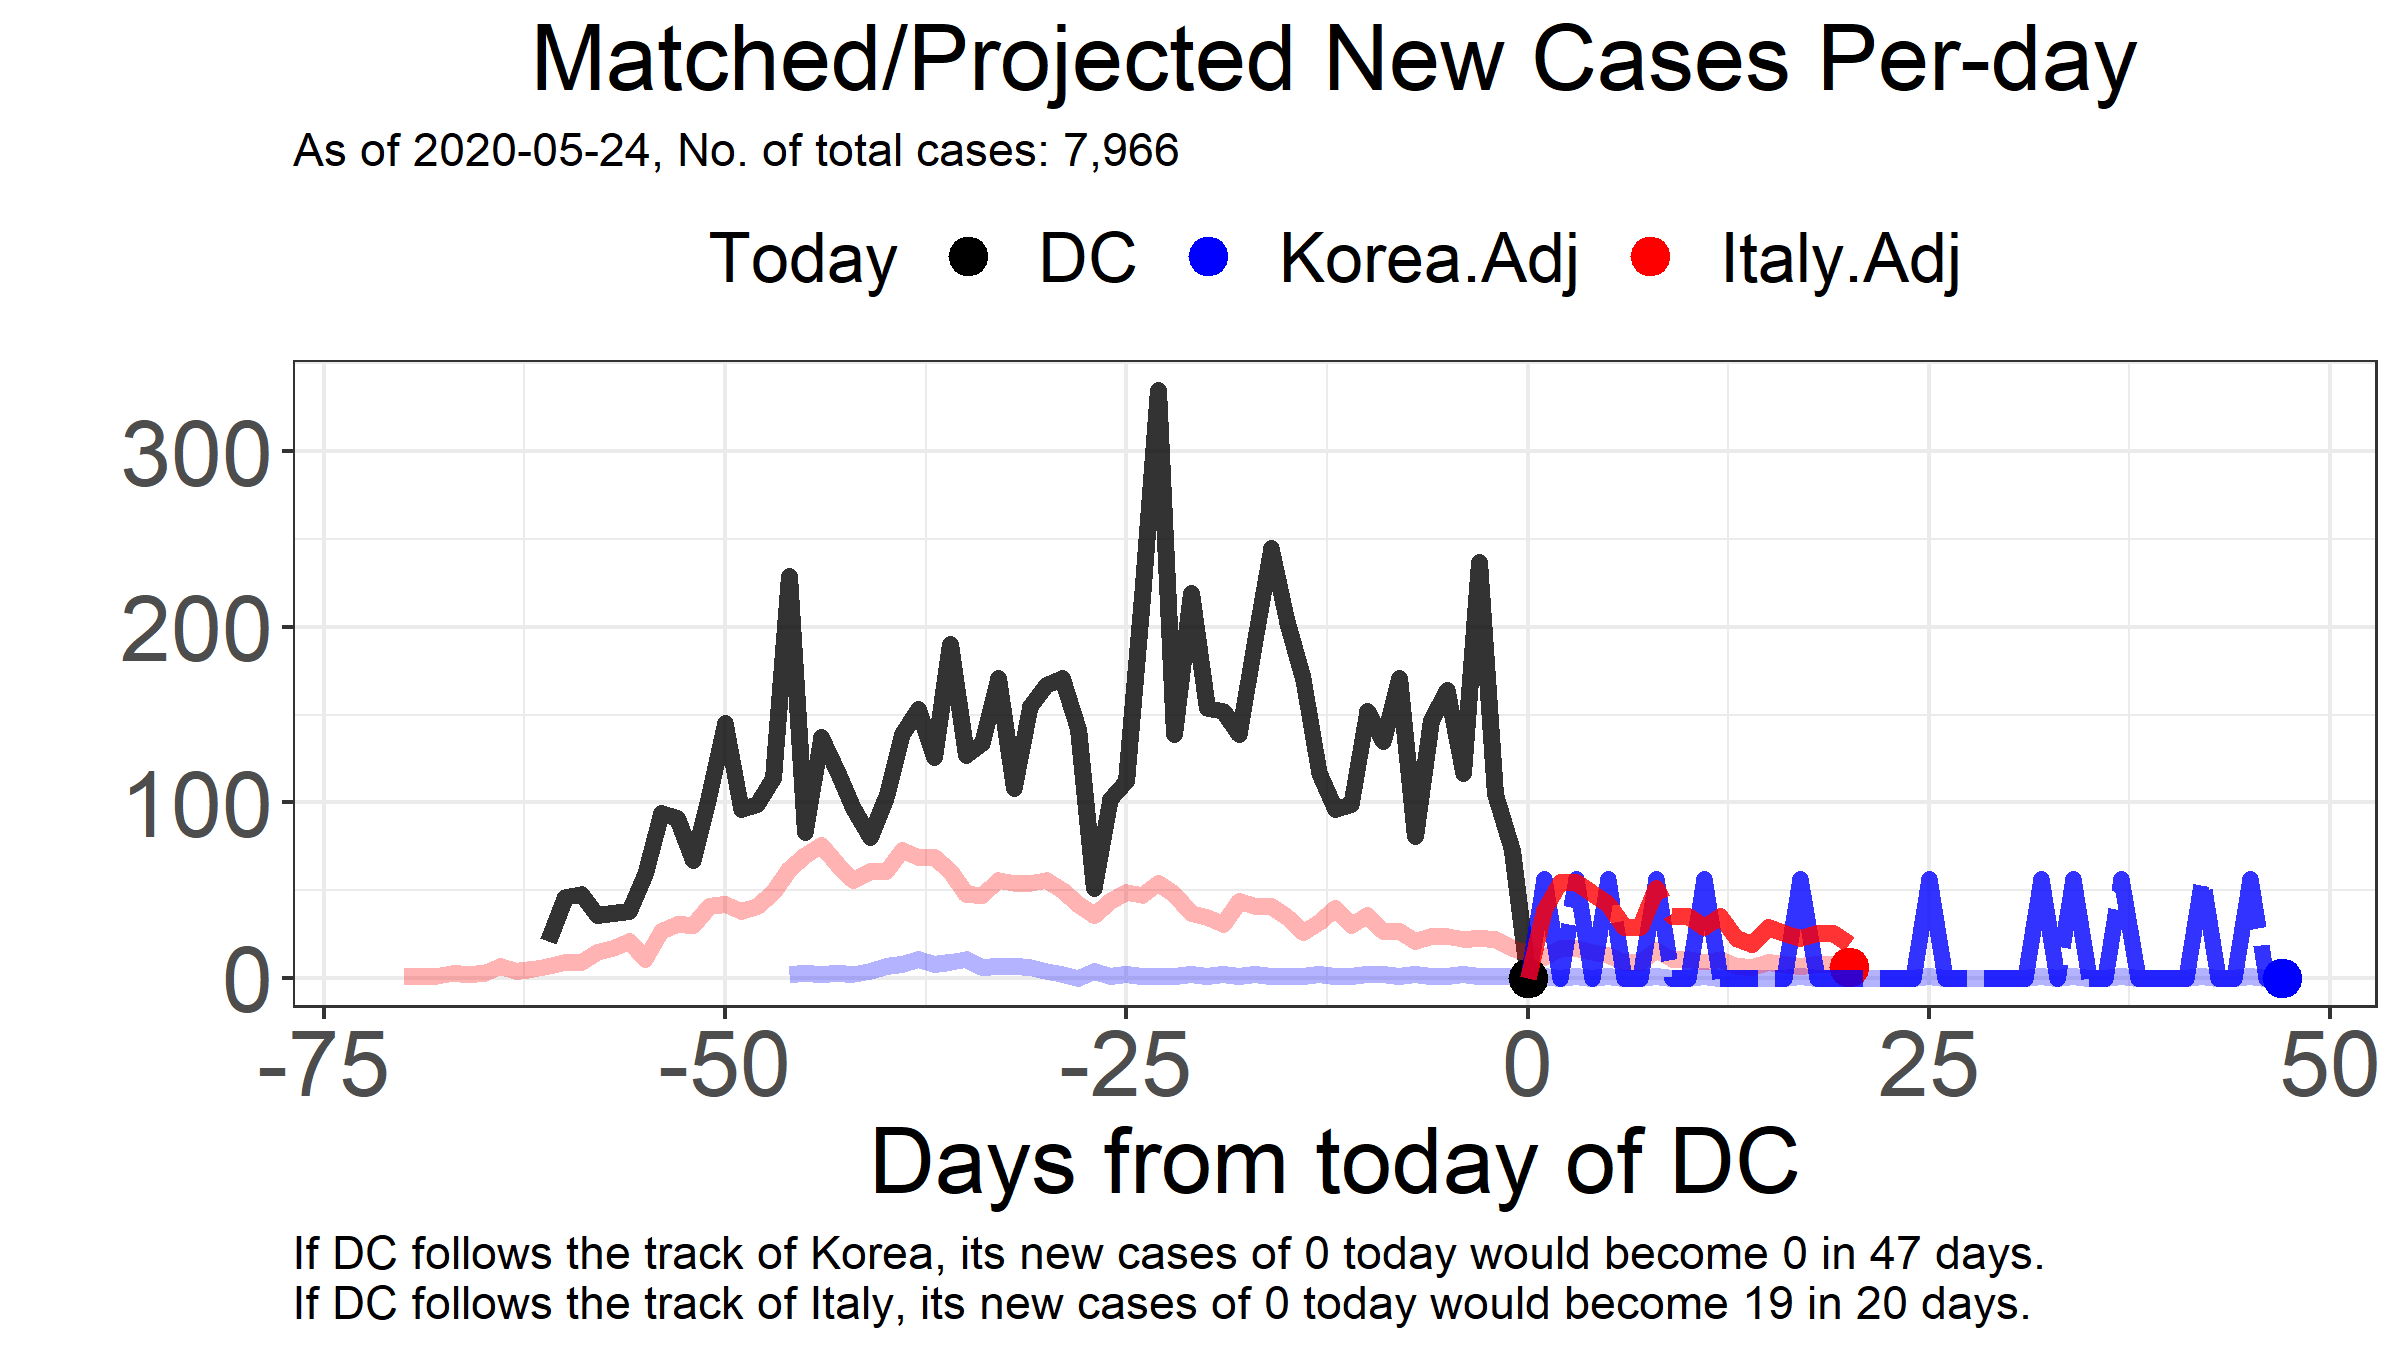 Matched/Projected New Cases Per-day
As of 2020-05-24, No. of total cases: 7,966
Today DC Korea.Adj Italy.Adj
300
200
100
0
-75 -50 -25 0 25 50
Days from today of DC
If DC follows the track of Korea, its new cases of 0 today would become 0 in 47 days.
If DC follows the track of Italy, its new cases of 0 today would become 19 in 20 days.